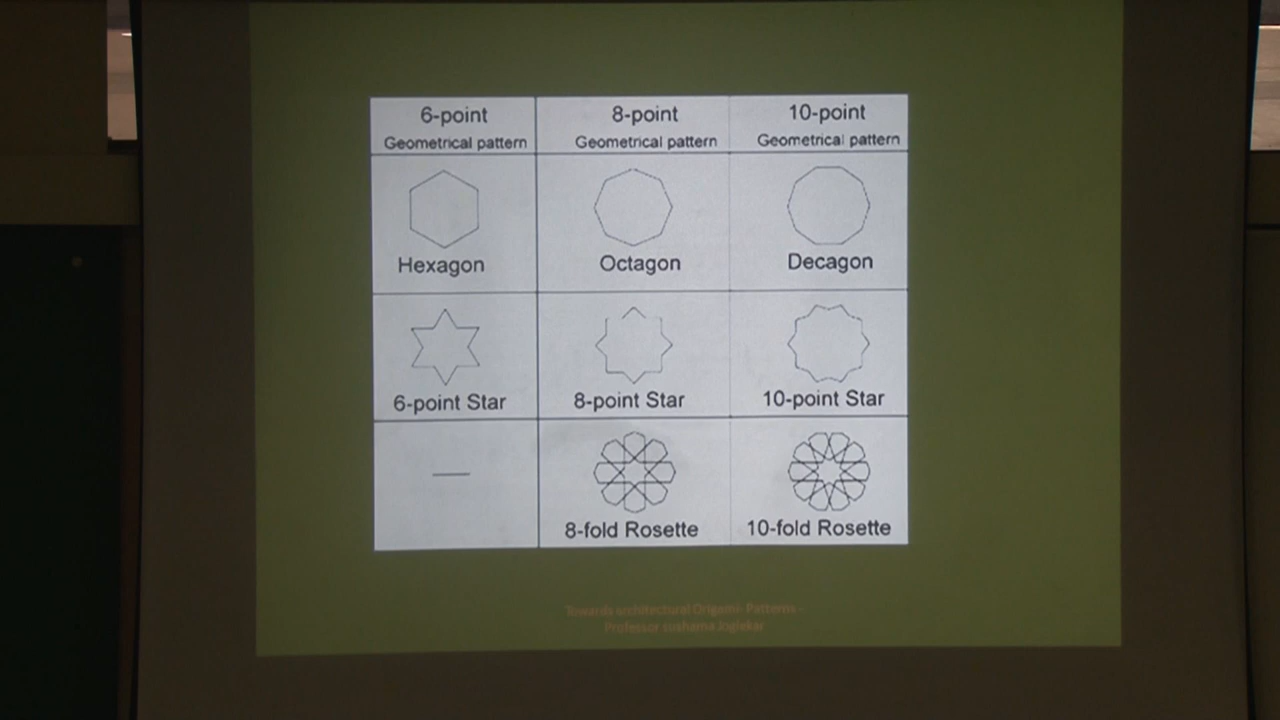 6-point 8-point 10-point
Geometrical pattern Geometrical pattern Geometrical pattern
Hexagon Octagon Decagon
6-point Star 8-point Star 10-point Star
8-fold Rosette 10-fold Rosette
Towards architectural Origami- Patterns -
Professor sushama Joglekar